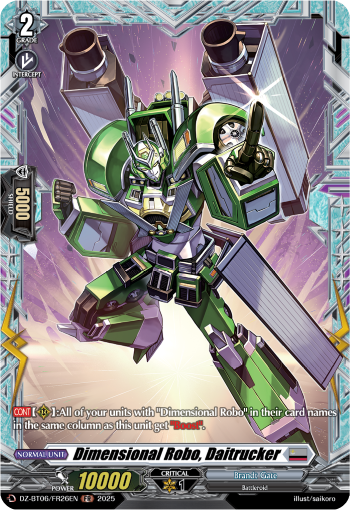 2
GRADE
INTERCEPT
5000
SHIELD
CONT【】:All of your units with "Dimensional Robo" in their card names
in the same column as this unit get "Boost".
NORMAL UNIT
Dimensional Robo, Daitrucker
POWER
10000
CRITICAL
1
Brandt Gate
Battleroid
DZ-BT06/FR26EN FR 2025
illust/saikoro